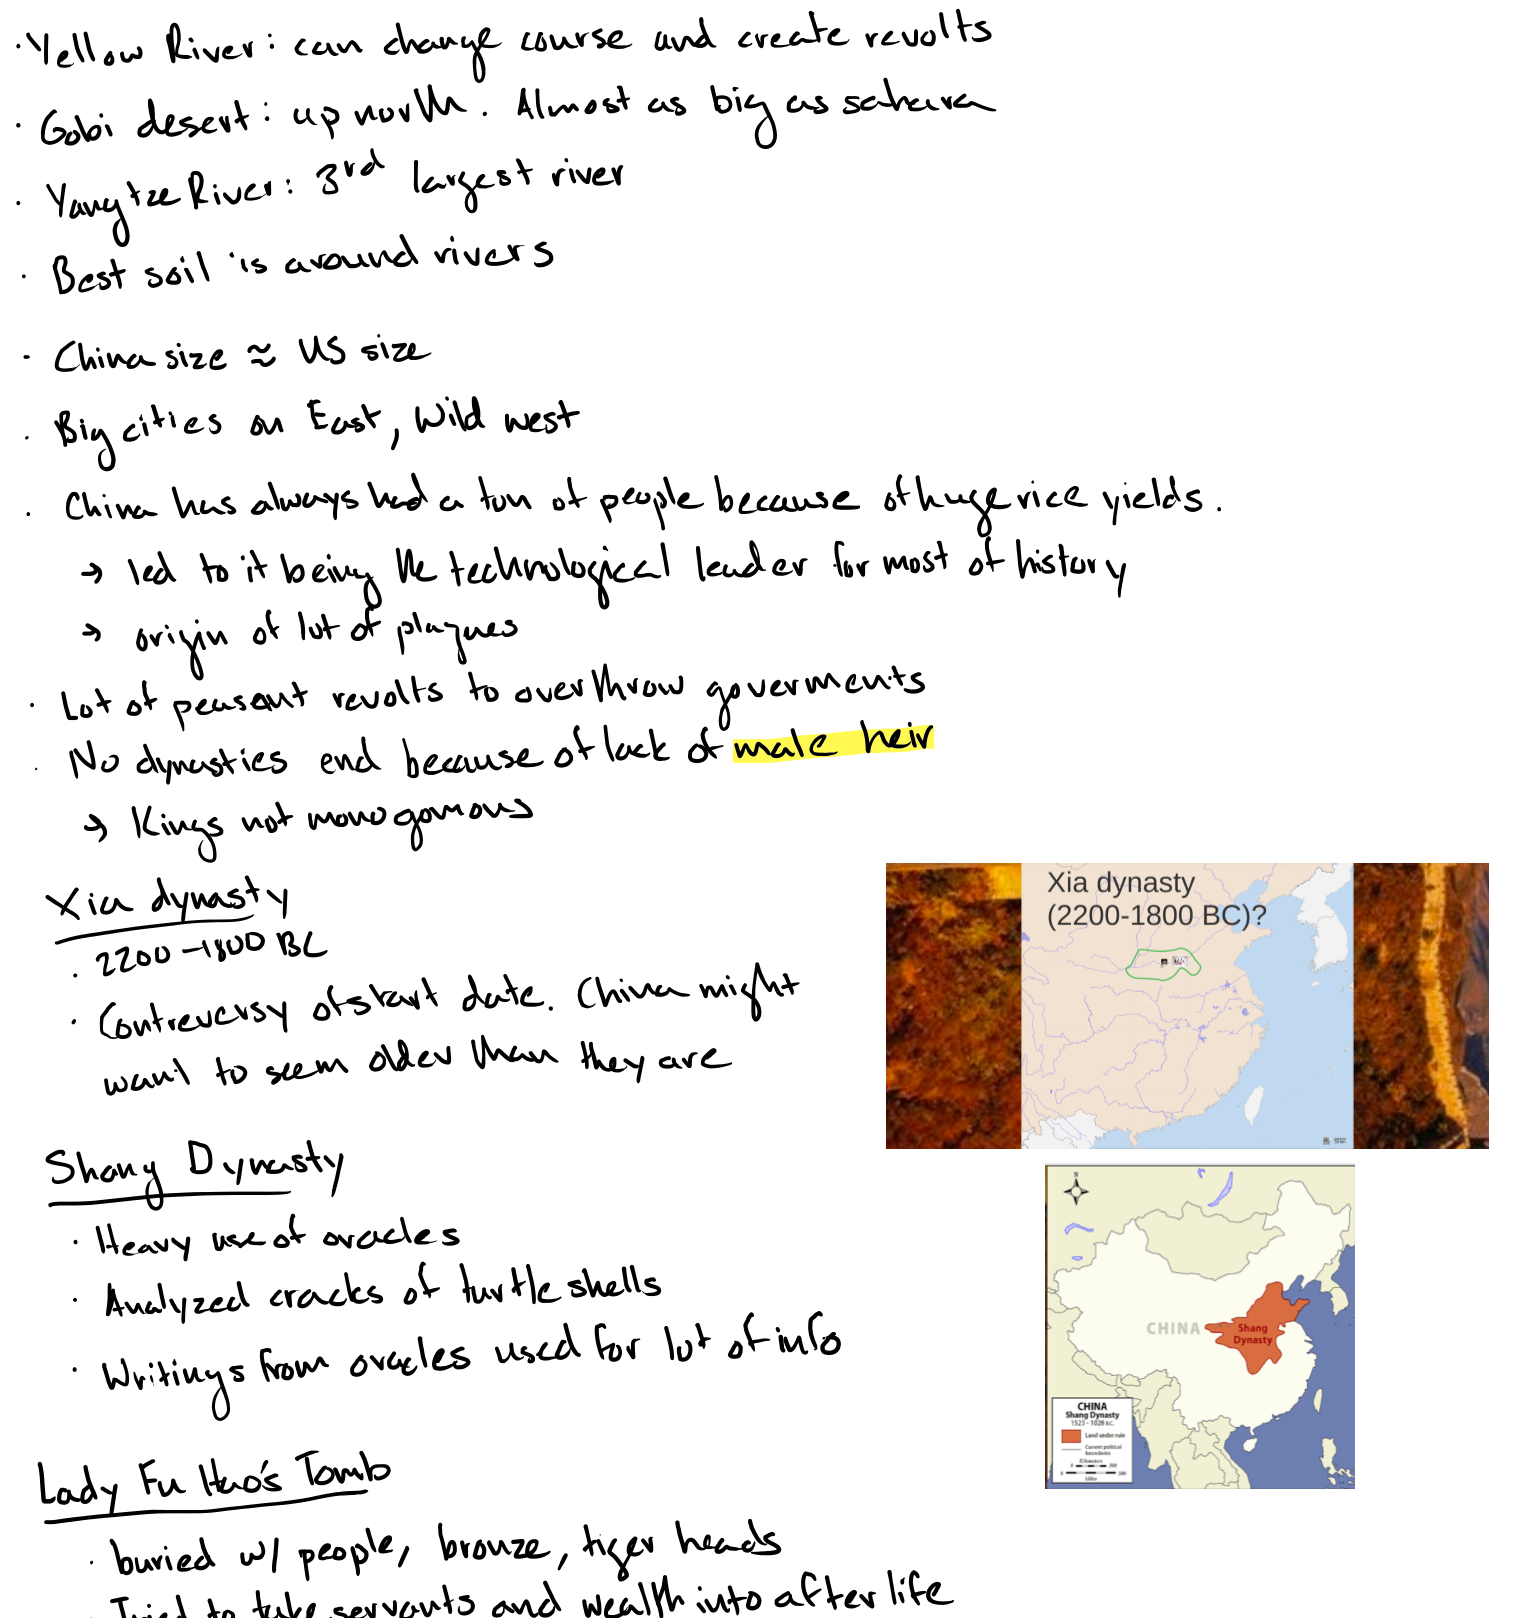 ·Yellow River: can change course and create revolts
· Gobi desert: up north. Almost as big as sahara
· Yangtze River: 3rd largest river
· Best soil is around rivers
· China size ≈ US size
· Big cities on East, Wild west
· China has always had a ton of people because of huge rice yields.
→ led to it being the technological leader for most of history
→ origin of lot of plagues
· Lot of peasant revolts to overthrow goverments
· No dynasties end because of lack of male heir
→ Kings not monogomous
Xia dynasty
· 2200-1800 BC
· Controversy of start date. China might
want to seem older than they are
Xia dynasty
(2200-1800 BC)?
Shang Dynasty
· Heavy use of oracles
· Analyzed cracks of turtle shells
· Writings from oracles used for lot of info
N
CHINA
Shang
Dynasty
CHINA
Shang Dynasty
1523 - 1028 B.C.
Land under rule
Current political
boundaries
Kilometers
0 500
0 500
Miles
Lady Fu Hao's Tomb
· buried w/ people, bronze, tiger heads
· Tried to take servants and wealth into after life